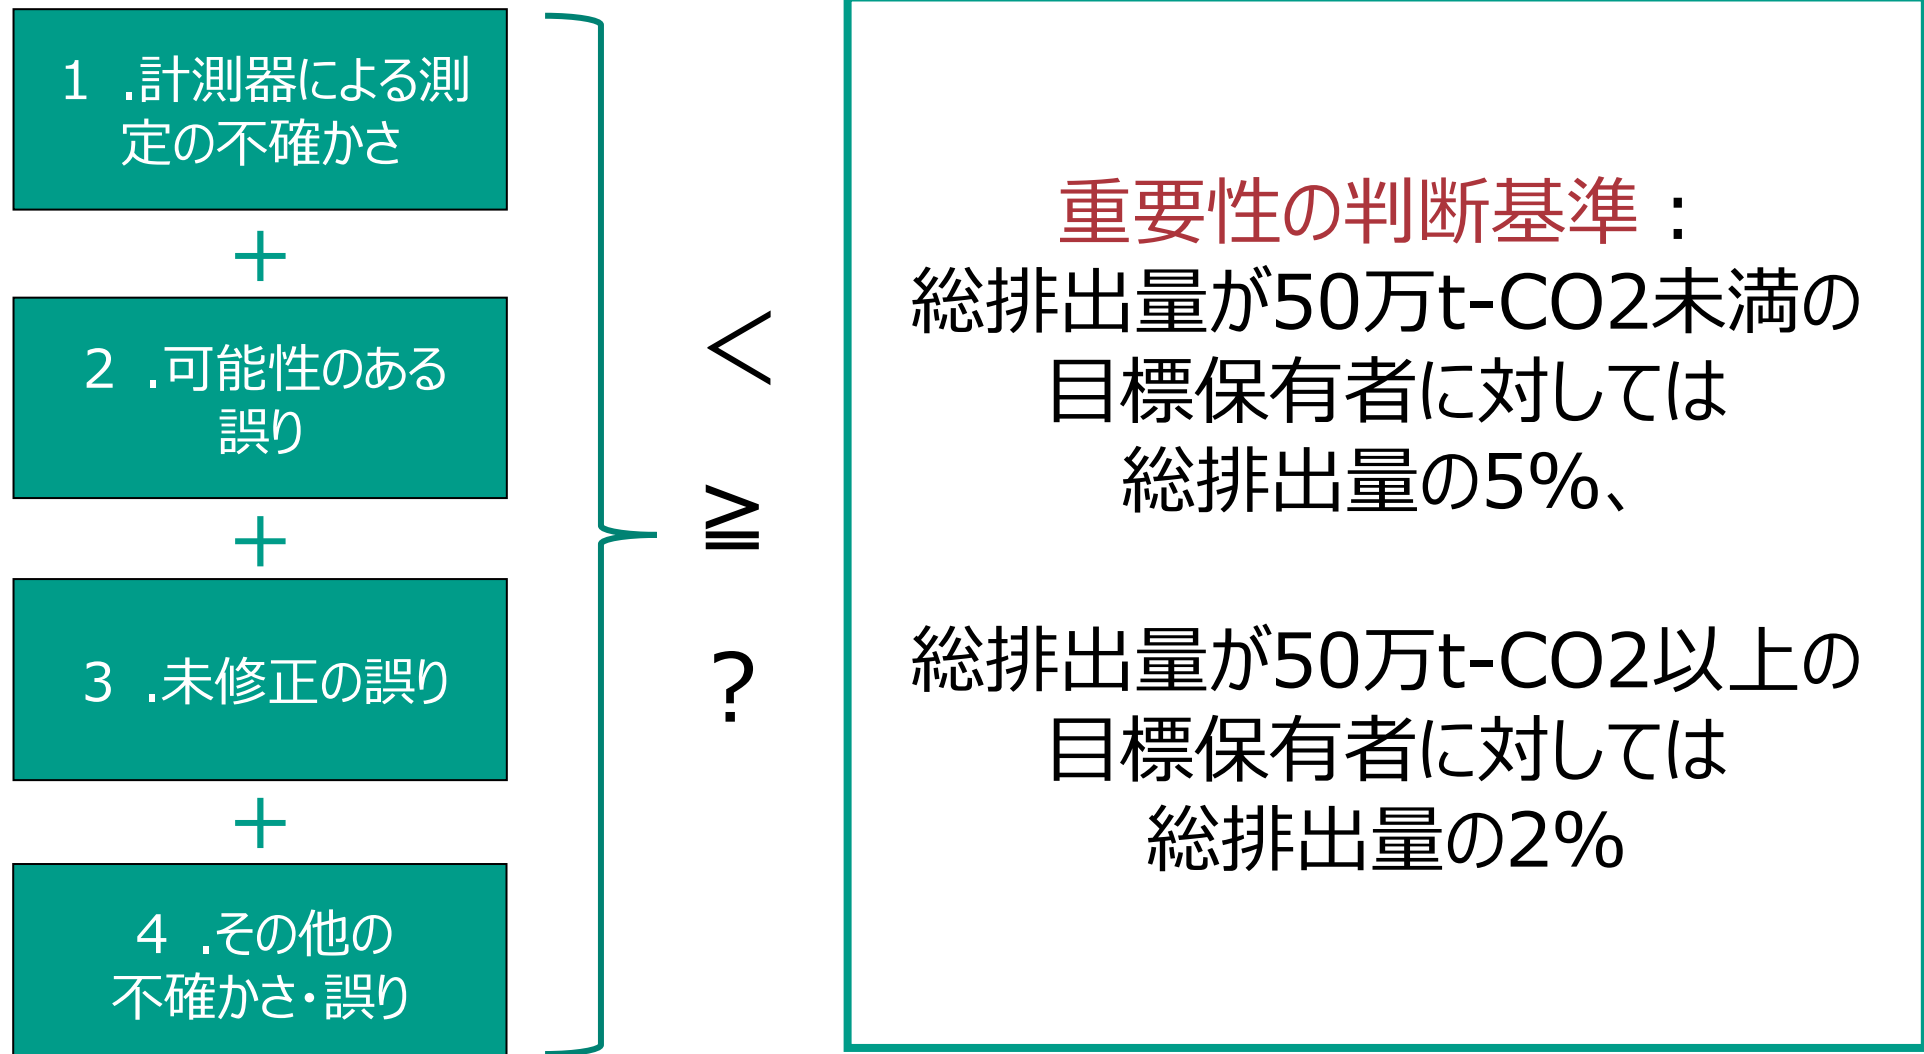 １.計測器による測
定の不確かさ
＋
２.可能性のある
誤り
＋
３.未修正の誤り
＋
４.その他の
不確かさ・誤り
＜
≧
?
重要性の判断基準：
総排出量が50万t-CO2未満の
目標保有者に対しては
総排出量の5%、
総排出量が50万t-CO2以上の
目標保有者に対しては
総排出量の2%